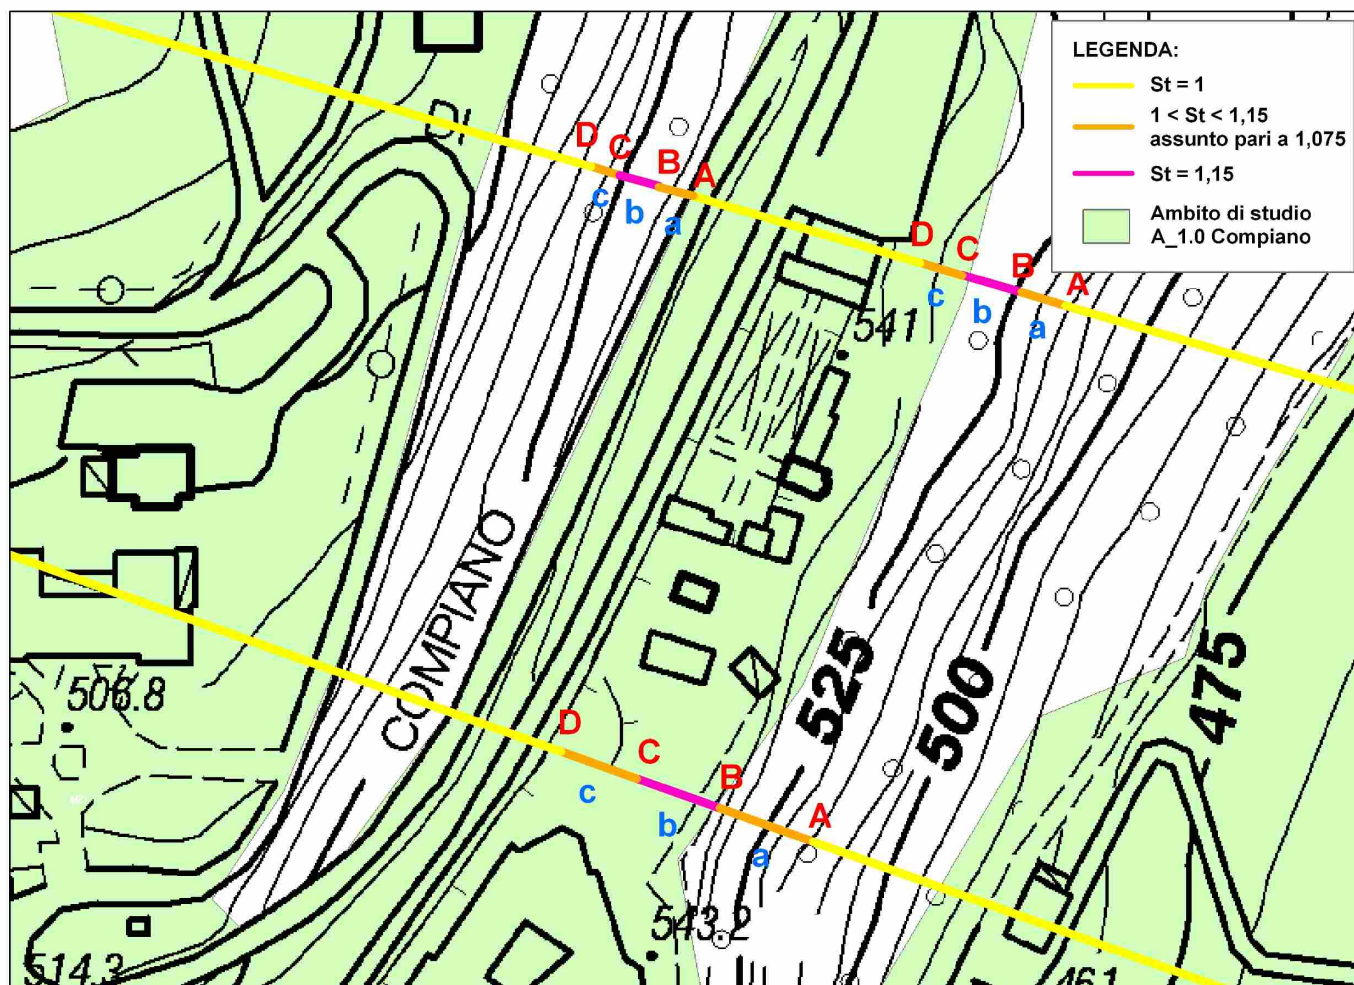 LEGENDA:
St = 1
1 < St < 1,15
assunto pari a 1,075
St = 1,15
Ambito di studio
A_1.0 Compiano
D C B A
c b a
D C B A
c b a
541
COMPIANO
506.8
525
500
475
D C B A
c b a
543.2
514.3
461